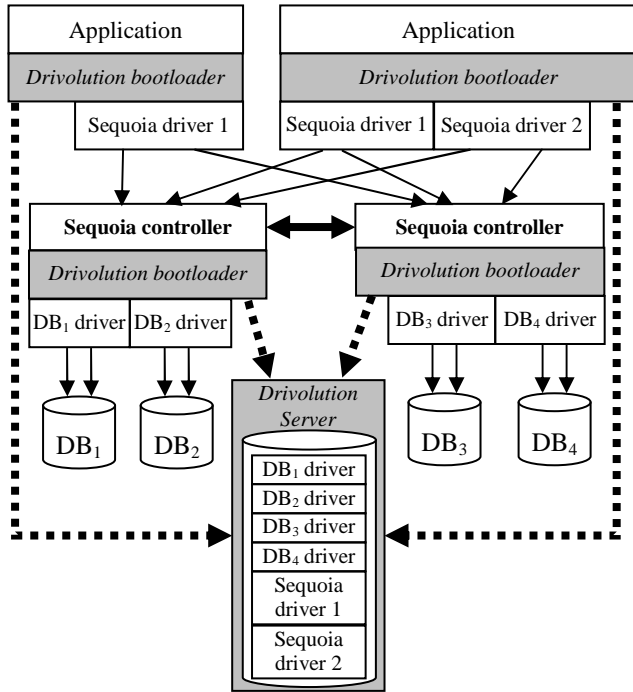 Application
Application
Drivolution bootloader
Drivolution bootloader
Sequoia driver 1
Sequoia driver 1
Sequoia driver 2
Sequoia controller
Sequoia controller
Drivolution bootloader
Drivolution bootloader
DB₁ driver
DB₂ driver
DB₃ driver
DB₄ driver
DB₁
DB₂
DB₃
DB₄
Drivolution
Server
DB₁ driver
DB₂ driver
DB₃ driver
DB₄ driver
Sequoia
driver 1
Sequoia
driver 2